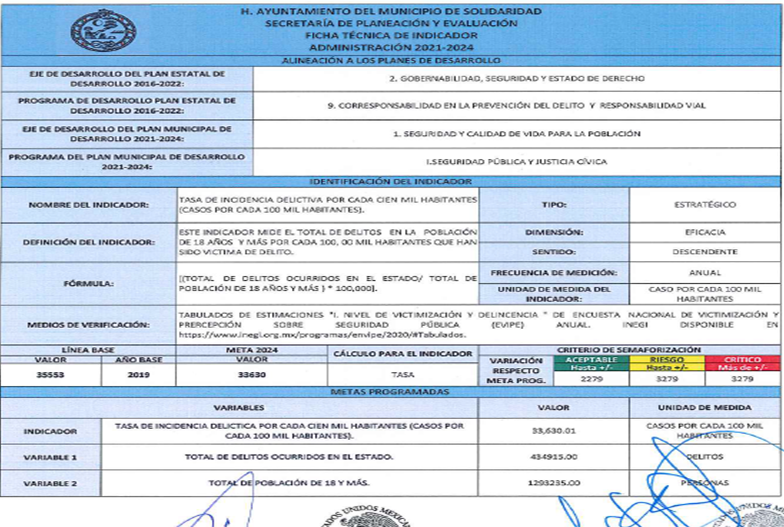 H. AYUNTAMIENTO DEL MUNICIPIO DE SOLIDARIDAD
SECRETARÍA DE PLANEACIÓN Y EVALUACIÓN
FICHA TÉCNICA DE INDICADOR
ADMINISTRACIÓN 2021-2024
ALINEACIÓN A LOS PLANES DE DESARROLLO
EJE DE DESARROLLO DEL PLAN ESTATAL DE
DESARROLLO 2016-2022:
2. GOBERNABILIDAD, SEGURIDAD Y ESTADO DE DERECHO
PROGRAMA DE DESARROLLO PLAN ESTATAL DE
DESARROLLO 2016-2022:
9. CORRESPONSABILIDAD EN LA PREVENCIÓN DEL DELITO Y RESPONSABILIDAD VIAL
EJE DE DESARROLLO DEL PLAN MUNICIPAL DE
DESARROLLO 2021-2024:
1. SEGURIDAD Y CALIDAD DE VIDA PARA LA POBLACIÓN
PROGRAMA DEL PLAN MUNICIPAL DE DESARROLLO
2021-2024:
I.SEGURIDAD PÚBLICA Y JUSTICIA CÍVICA
IDENTIFICACIÓN DEL INDICADOR
NOMBRE DEL INDICADOR:
TASA DE INCIDENCIA DELICTIVA POR CADA CIEN MIL HABITANTES
(CASOS POR CADA 100 MIL HABITANTES).
TIPO:
ESTRATÉGICO
DEFINICIÓN DEL INDICADOR:
ESTE INDICADOR MIDE EL TOTAL DE DELITOS EN LA POBLACIÓN
DE 18 AÑOS Y MÁS POR CADA 100, 00 MIL HABITANTES QUE HAN
SIDO VICTIMA DE DELITO.
DIMENSIÓN:
EFICACIA
SENTIDO:
DESCENDENTE
FÓRMULA:
[(TOTAL DE DELITOS OCURRIDOS EN EL ESTADO/ TOTAL DE
POBLACIÓN DE 18 AÑOS Y MÁS ) * 100,000].
FRECUENCIA DE MEDICIÓN:
ANUAL
UNIDAD DE MEDIDA DEL
INDICADOR:
CASO POR CADA 100 MIL
HABITANTES
MEDIOS DE VERIFICACIÓN:
TABULADOS DE ESTIMACIONES "I. NIVEL DE VICTIMIZACIÓN Y DELINCENCIA " DE ENCUESTA NACIONAL DE VICTIMIZACIÓN Y
PRERCEPCIÓN SOBRE SEGURIDAD PÚBLICA (EVIPE) ANUAL. INEGI DISPONIBLE EN
https://www.inegi.org.mx/programas/envipe/2020/#Tabulados.
LÍNEA BASE
META 2024
CÁLCULO PARA EL INDICADOR
CRITERIO DE SEMAFORIZACIÓN
VALOR
AÑO BASE
VALOR
VARIACIÓN
RESPECTO
META PROG.
ACEPTABLE
RIESGO
CRITICO
Hasta +/-
Hasta +/-
Más de +/-
35553
2019
33630
TASA
2279
3279
3279
METAS PROGRAMADAS
VARIABLES
VALOR
UNIDAD DE MEDIDA
INDICADOR
TASA DE INCIDENCIA DELICTICA POR CADA CIEN MIL HABITANTES (CASOS POR
CADA 100 MIL HABITANTES).
33,630.01
CASOS POR CADA 100 MIL
HABITANTES
VARIABLE 1
TOTAL DE DELITOS OCURRIDOS EN EL ESTADO.
434915.00
DELITOS
VARIABLE 2
TOTAL DE POBLACIÓN DE 18 Y MÁS.
1293235.00
PERSONAS
UNIDOS